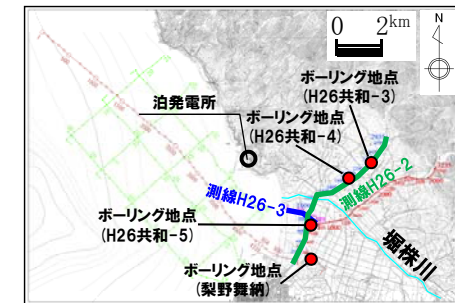 0 2km
N
ボーリング地点
(H26共和-3)
泊発電所
ボーリング地点
(H26共和-4)
測線H26-2
測線H26-3
ボーリング地点
(H26共和-5)
堀株川
ボーリング地点
(梨野舞納)